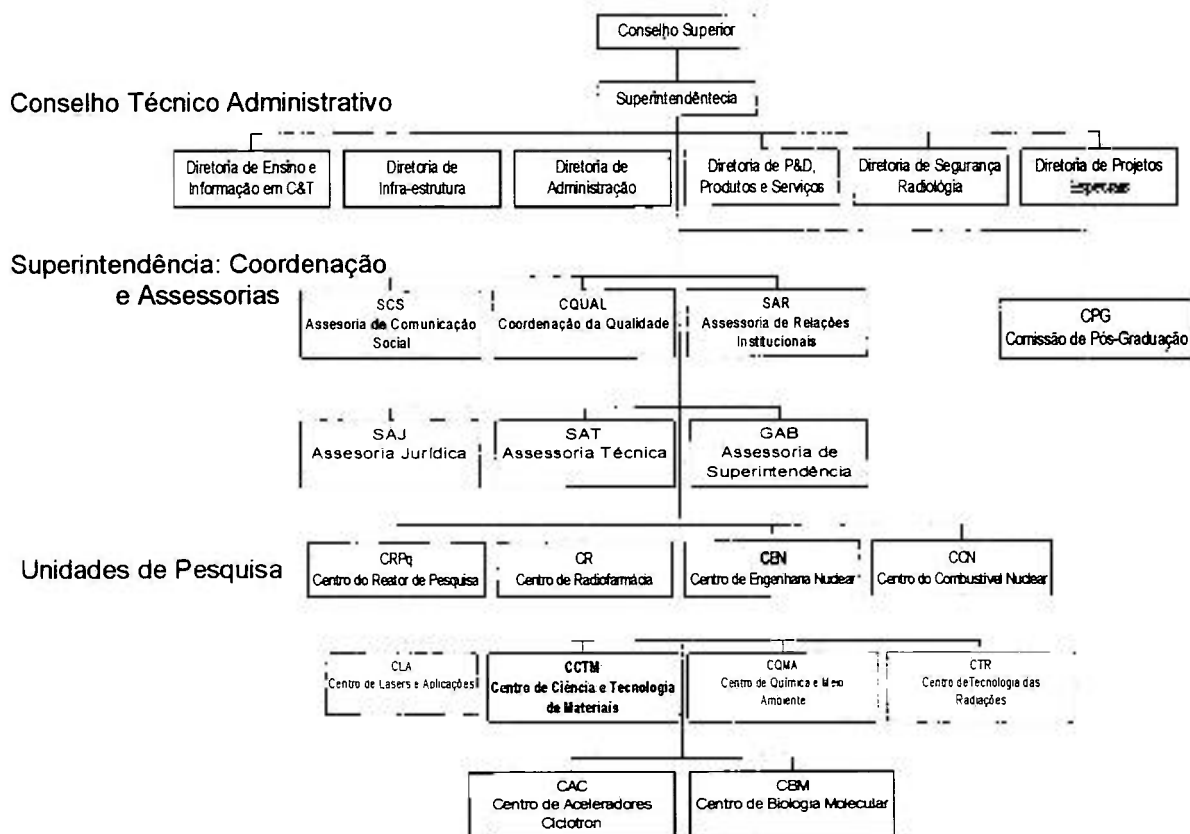 Conselho Superior
Superintendêntecia
Conselho Técnico Administrativo
Diretoria de Ensino e
Informação em C&T
Diretoria de
Infra-estrutura
Diretoria de
Administração
Diretoria de P&D,
Produtos e Serviços
Diretoria de Segurança
Radiológia
Diretoria de Projetos
Superintendência: Coordenação
e Assessorias
SCS
Assesoria de Comunicação
Social
CQUAL
Coordenação da Qualidade
SAR
Assessoria de Relações
Institucionais
CPG
Comissão de Pós-Graduação
SAJ
Assesoria Jurídica
SAT
Assessoria Técnica
GAB
Assessoria de
Superintendência
Unidades de Pesquisa
CRPq
Centro do Reator de Pesquisa
CR
Centro de Radiofarmácia
CEN
Centro de Engenharia Nuclear
CCN
Centro do Combustível Nuclear
CLA
Centro de Lasers e Aplicações
CCTM
Centro de Ciência e Tecnologia
de Materiais
CQMA
Centro de Química e Meio
Ambiente
CTR
Centro de Tecnologia das
Radiações
CAC
Centro de Aceleradores
Ciclotron
CBM
Centro de Biologia Molecular